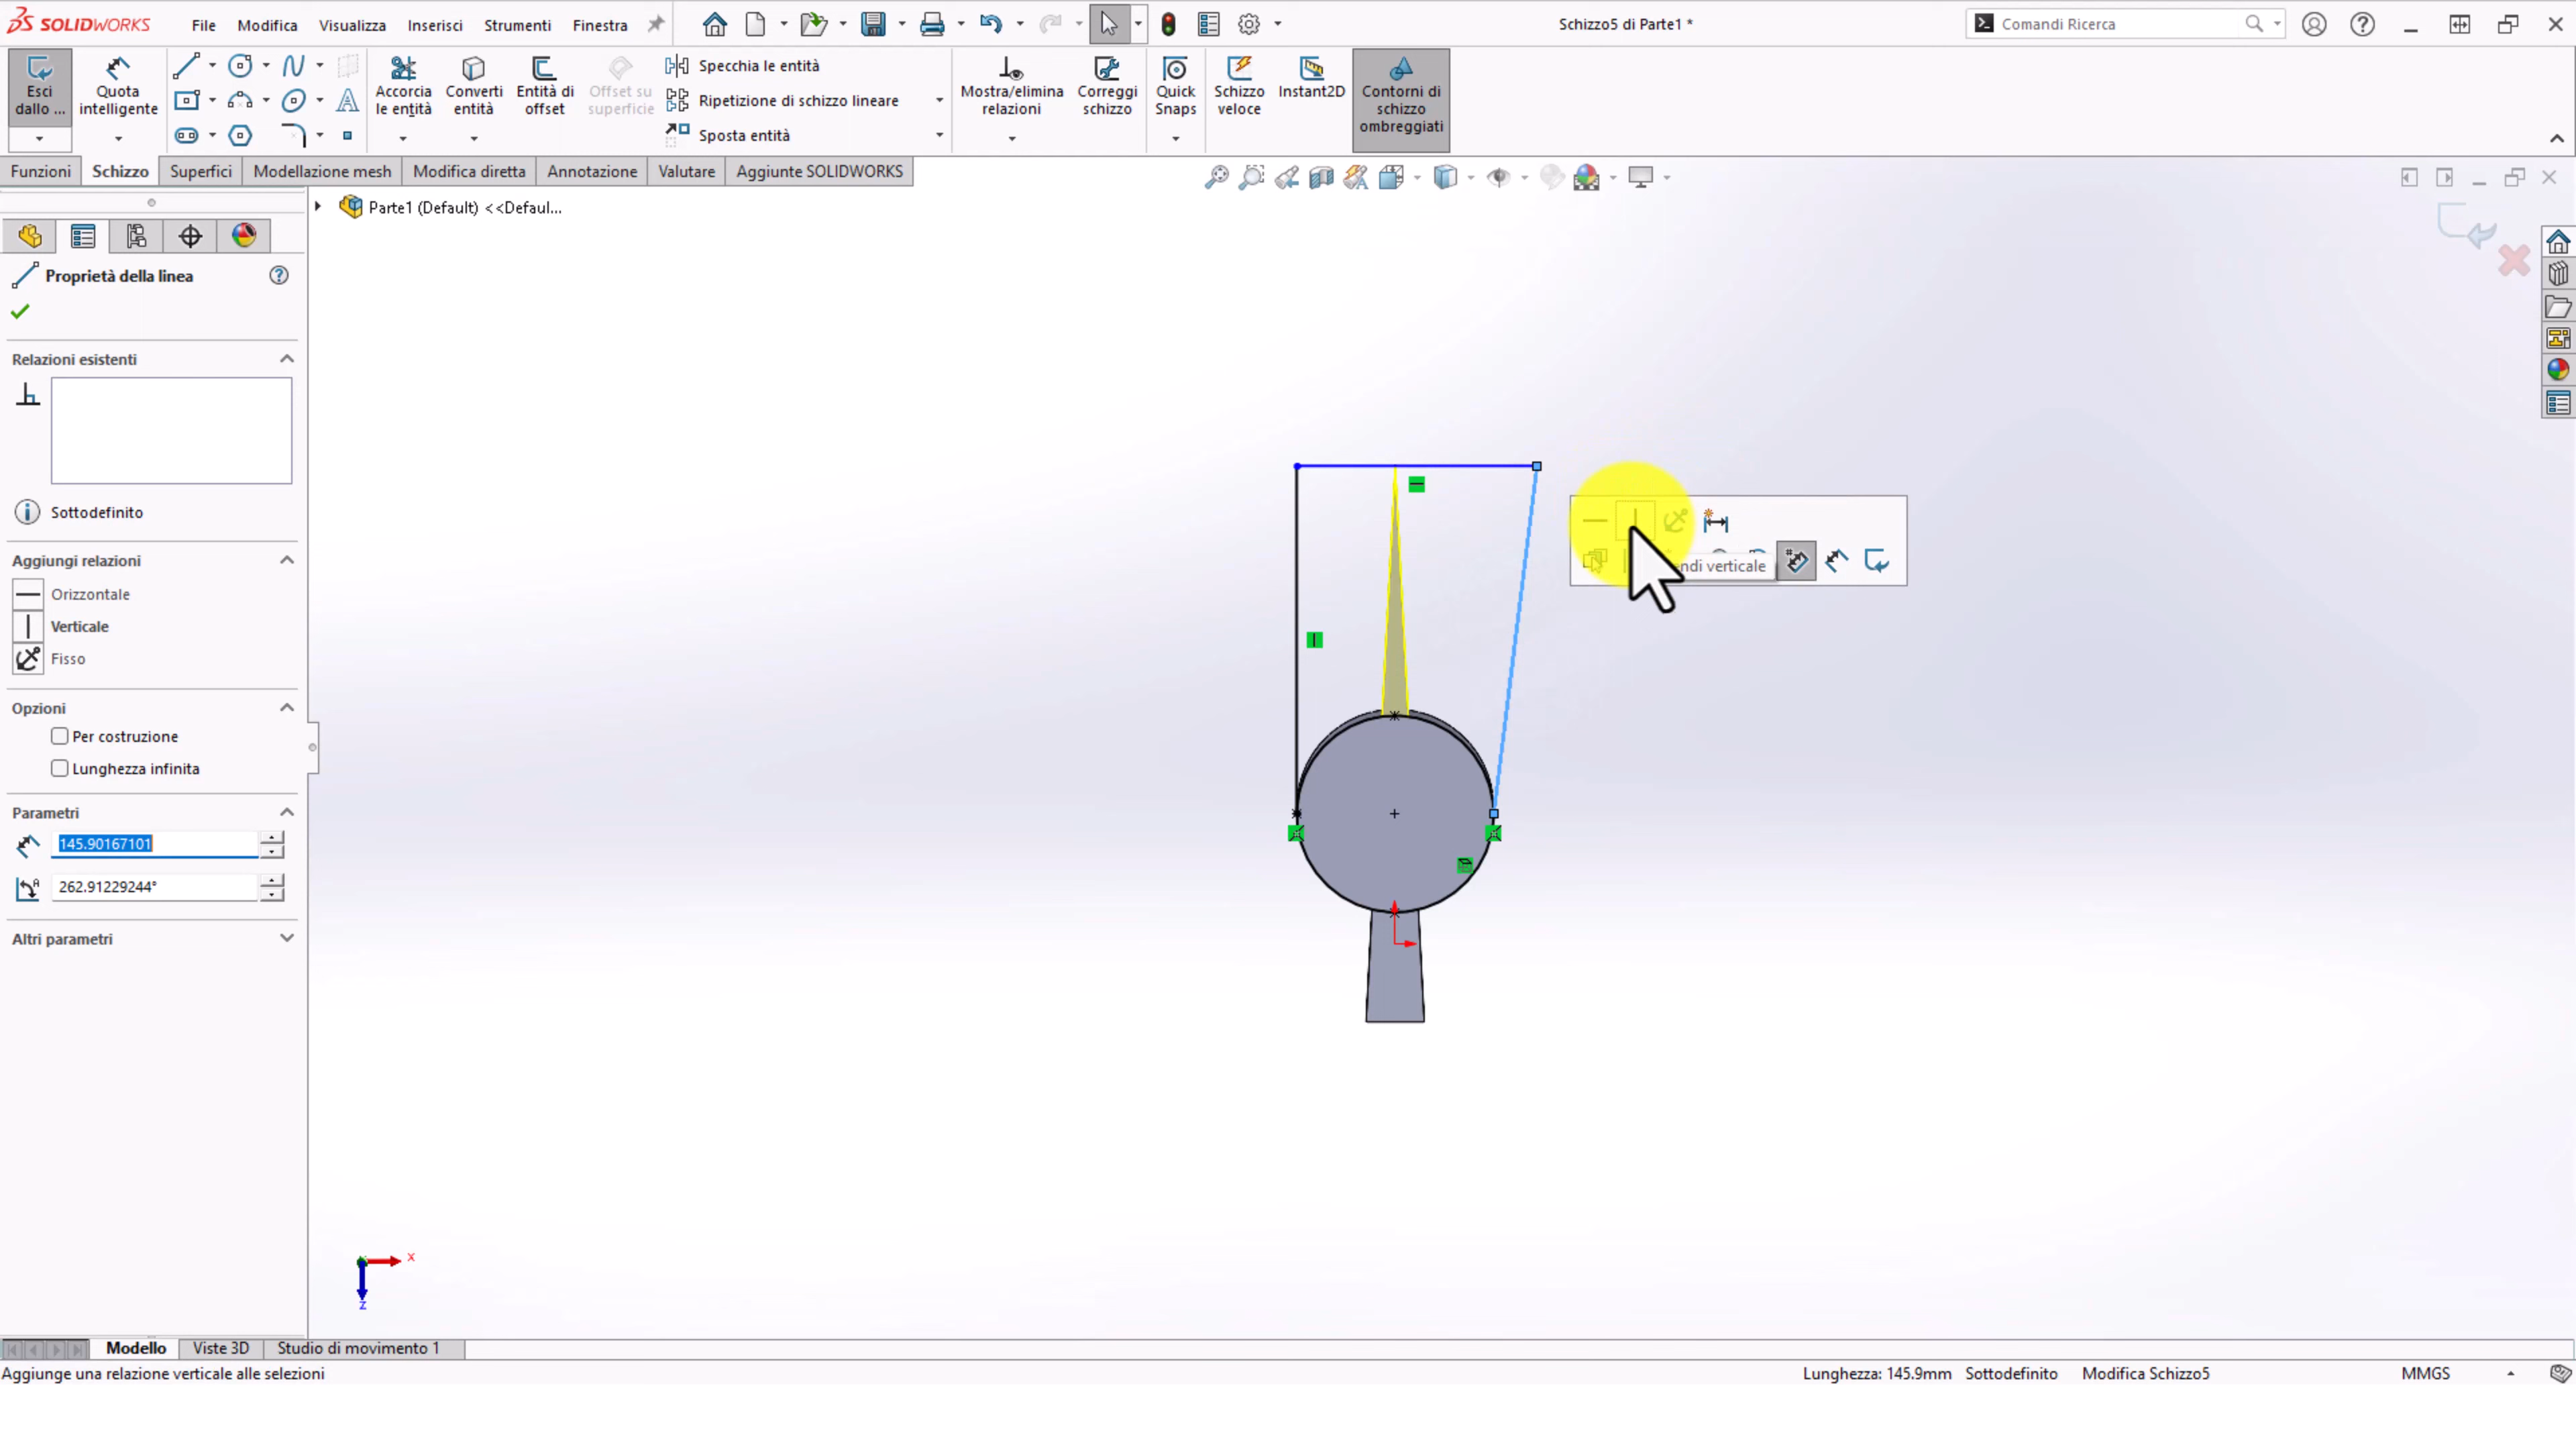 SOLIDWORKS File Modifica Visualizza Inserisci Strumenti Finestra Schizzo5 di Parte1 * Comandi Ricerca
Esci dallo ...
Quota intelligente
Accorcia le entità
Converti entità
Entità di offset
Offset su superficie
Specchia le entità
Ripetizione di schizzo lineare
Sposta entità
Mostra/elimina relazioni
Correggi schizzo
Quick Snaps
Schizzo veloce
Instant2D
Contorni di schizzo ombreggiati
Funzioni Schizzo Superfici Modellazione mesh Modifica diretta Annotazione Valutare Aggiunte SOLIDWORKS
Parte1 (Default) <<Defaul...
Proprietà della linea
Relazioni esistenti
Sottodefinito
Aggiungi relazioni
Orizzontale
Verticale
Fisso
Opzioni
Per costruzione
Lunghezza infinita
Parametri
145.90167101
262.91229244°
Altri parametri
verticale
x
z
Modello Viste 3D Studio di movimento 1
Aggiunge una relazione verticale alle selezioni Lunghezza: 145.9mm Sottodefinito Modifica Schizzo5 MMGS